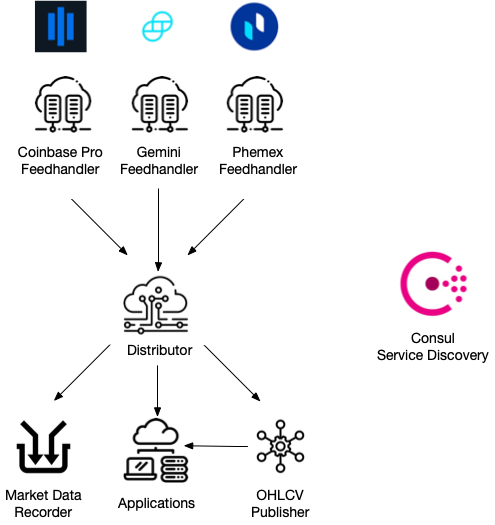 Coinbase Pro
Feedhandler
Gemini
Feedhandler
Phemex
Feedhandler
Distributor
Consul
Service Discovery
Market Data
Recorder
Applications
OHLCV
Publisher